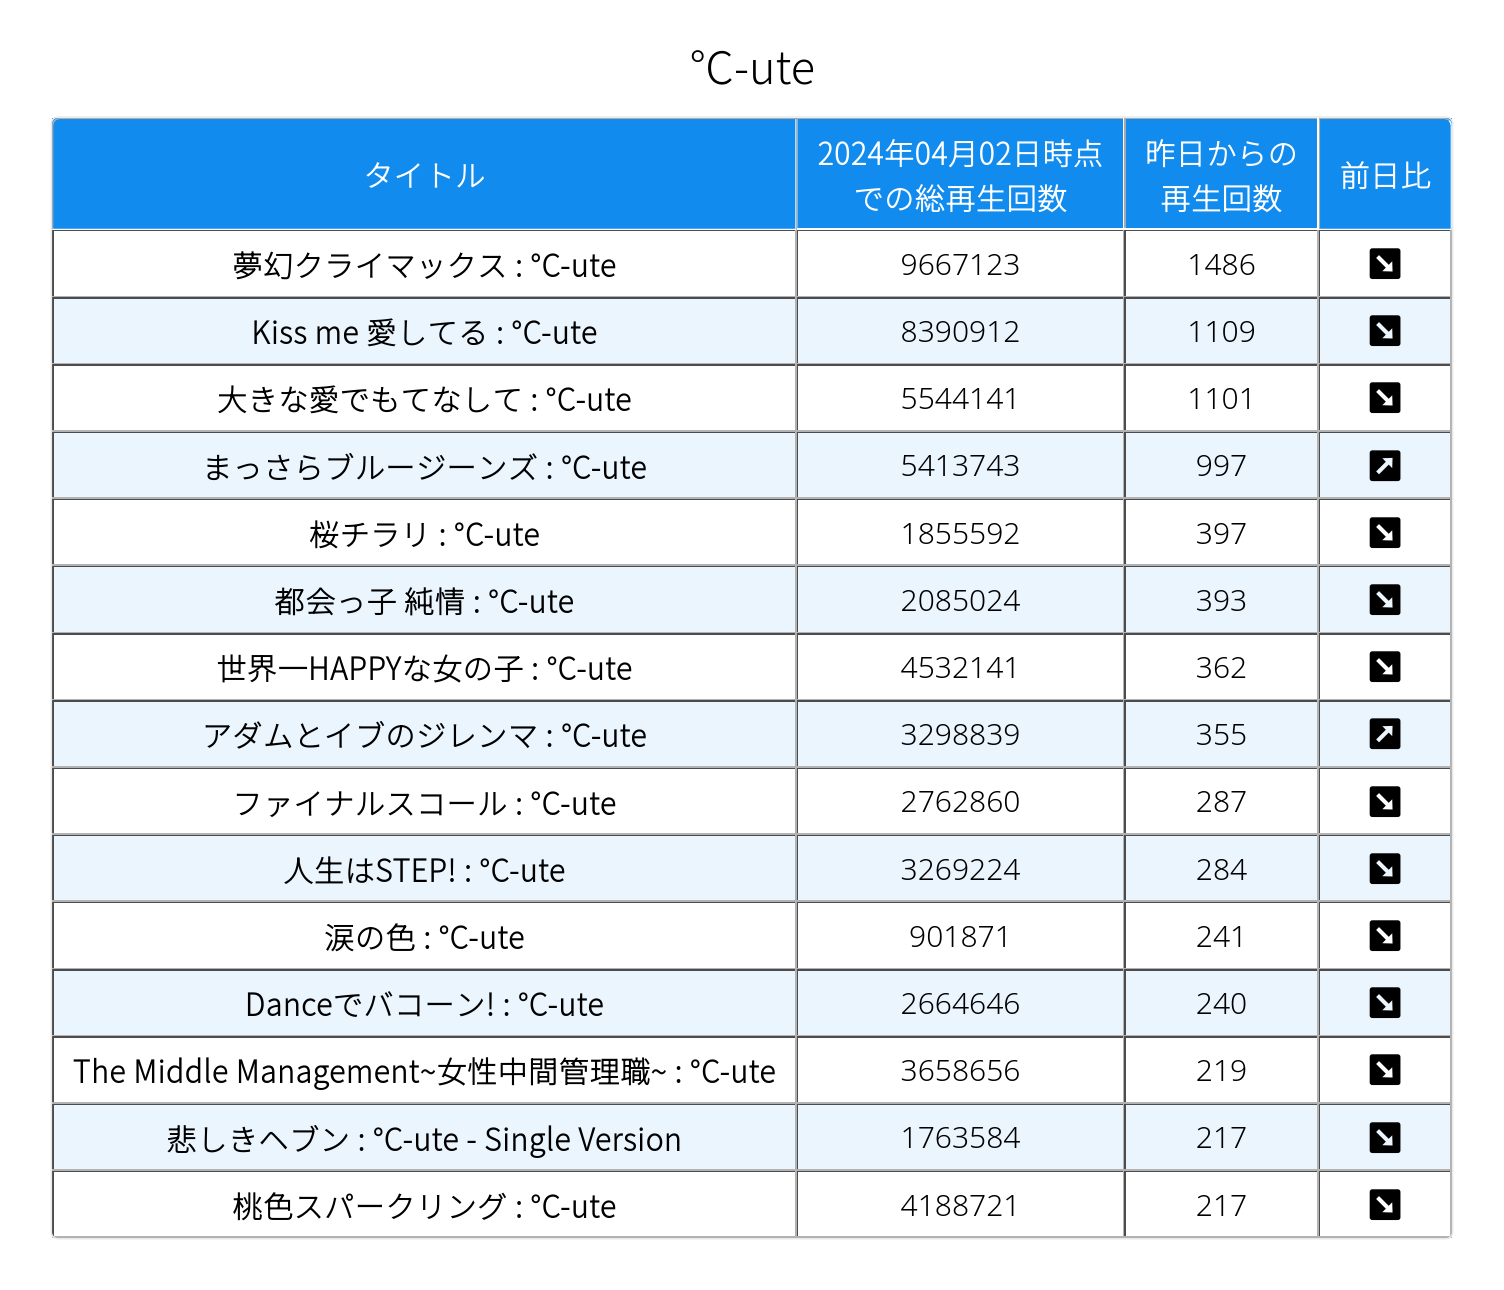 ℃-ute
タイトル
2024年04月02日時点
での総再生回数
昨日からの
再生回数
前日比
夢幻クライマックス : ℃-ute 9667123 1486
Kiss me 愛してる : ℃-ute 8390912 1109
大きな愛でもてなして : ℃-ute 5544141 1101
まっさらブルージーンズ : ℃-ute 5413743 997
桜チラリ : ℃-ute 1855592 397
都会っ子 純情 : ℃-ute 2085024 393
世界一HAPPYな女の子 : ℃-ute 4532141 362
アダムとイブのジレンマ : ℃-ute 3298839 355
ファイナルスコール : ℃-ute 2762860 287
人生はSTEP! : ℃-ute 3269224 284
涙の色 : ℃-ute 901871 241
Danceでバコーン! : ℃-ute 2664646 240
The Middle Management~女性中間管理職~ : ℃-ute 3658656 219
悲しきヘブン : ℃-ute - Single Version 1763584 217
桃色スパークリング : ℃-ute 4188721 217